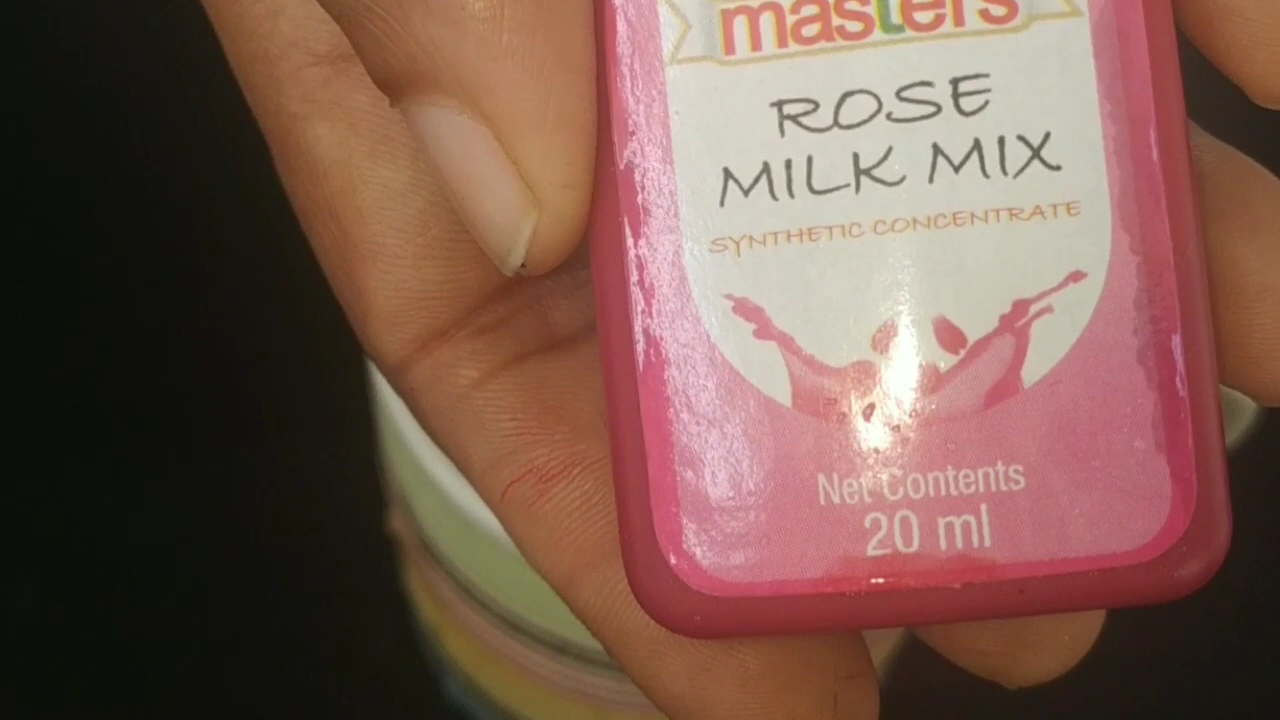 masters
ROSE
MILK MIX
SYNTHETIC CONCENTRATE
Net Contents
20 ml